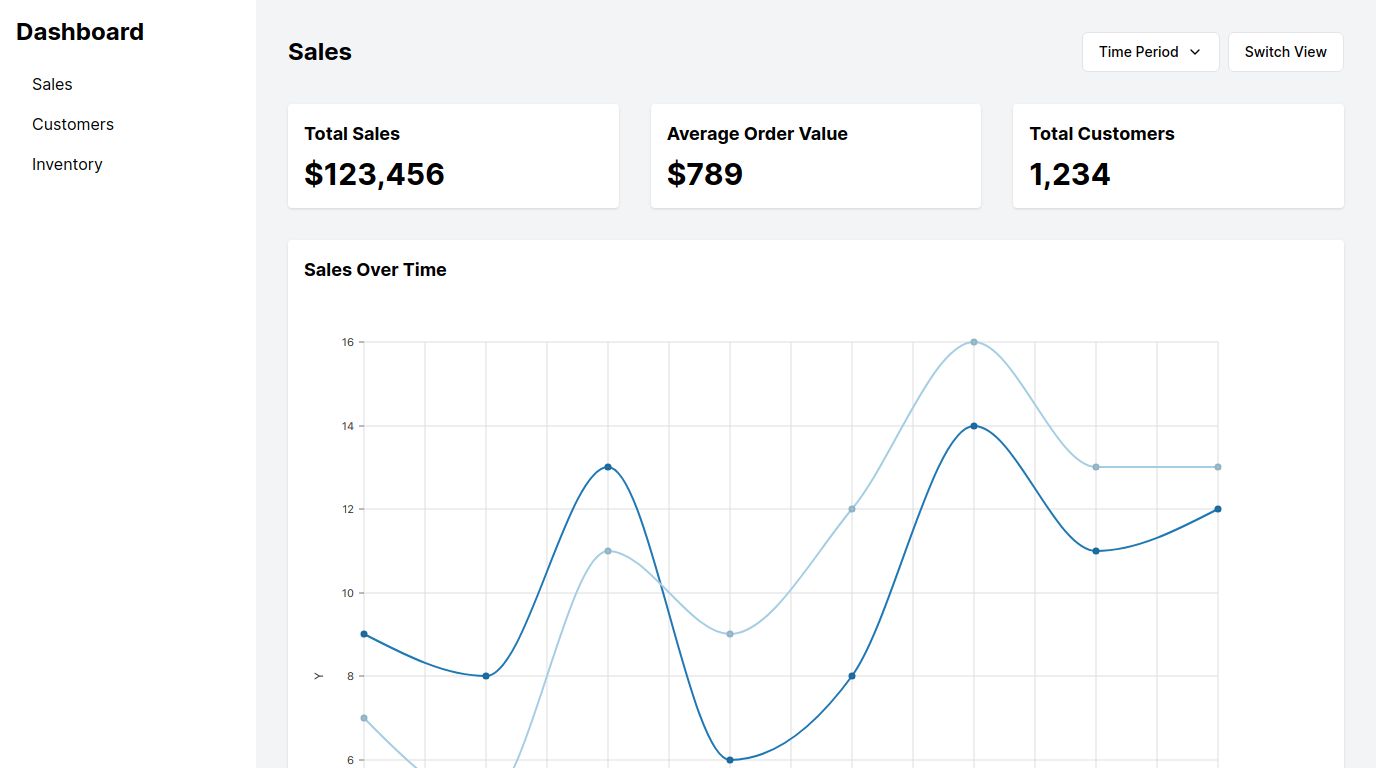 Dashboard
Sales
Customers
Inventory
Sales
Time Period
Switch View
Total Sales
$123,456
Average Order Value
$789
Total Customers
1,234
Sales Over Time
16
14
12
10
8
6
Y